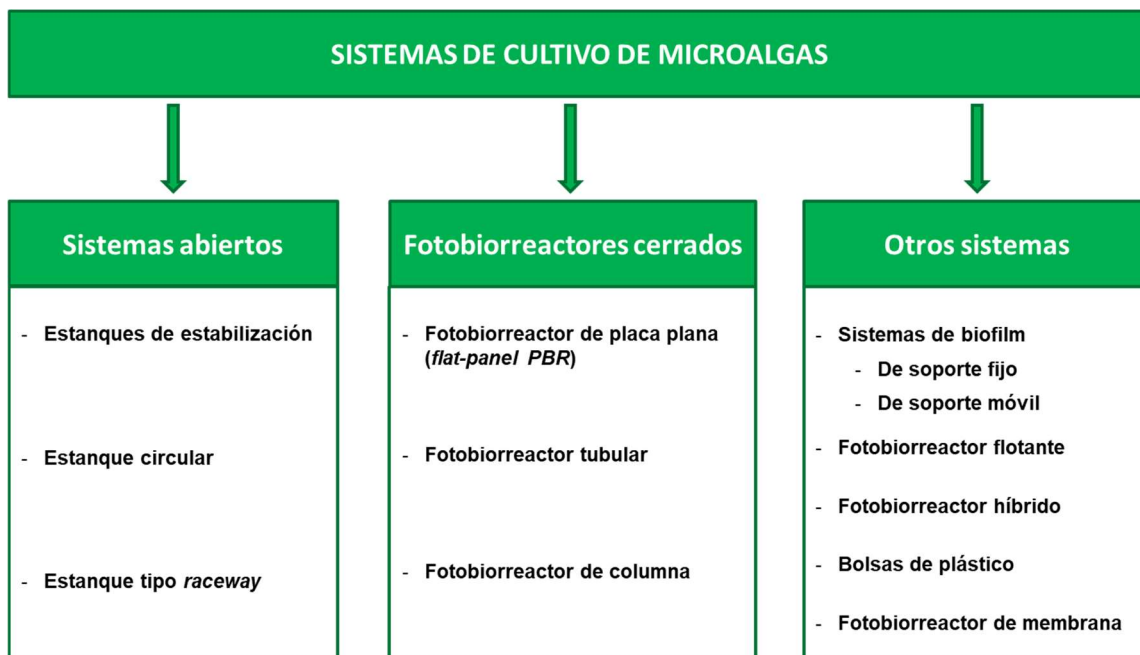 SISTEMAS DE CULTIVO DE MICROALGAS
Sistemas abiertos
- Estanques de estabilización
- Estanque circular
- Estanque tipo raceway
Fotobiorreactores cerrados
- Fotobiorreactor de placa plana
(flat-panel PBR)
- Fotobiorreactor tubular
- Fotobiorreactor de columna
Otros sistemas
- Sistemas de biofilm
- De soporte fijo
- De soporte móvil
- Fotobiorreactor flotante
- Fotobiorreactor híbrido
- Bolsas de plástico
- Fotobiorreactor de membrana